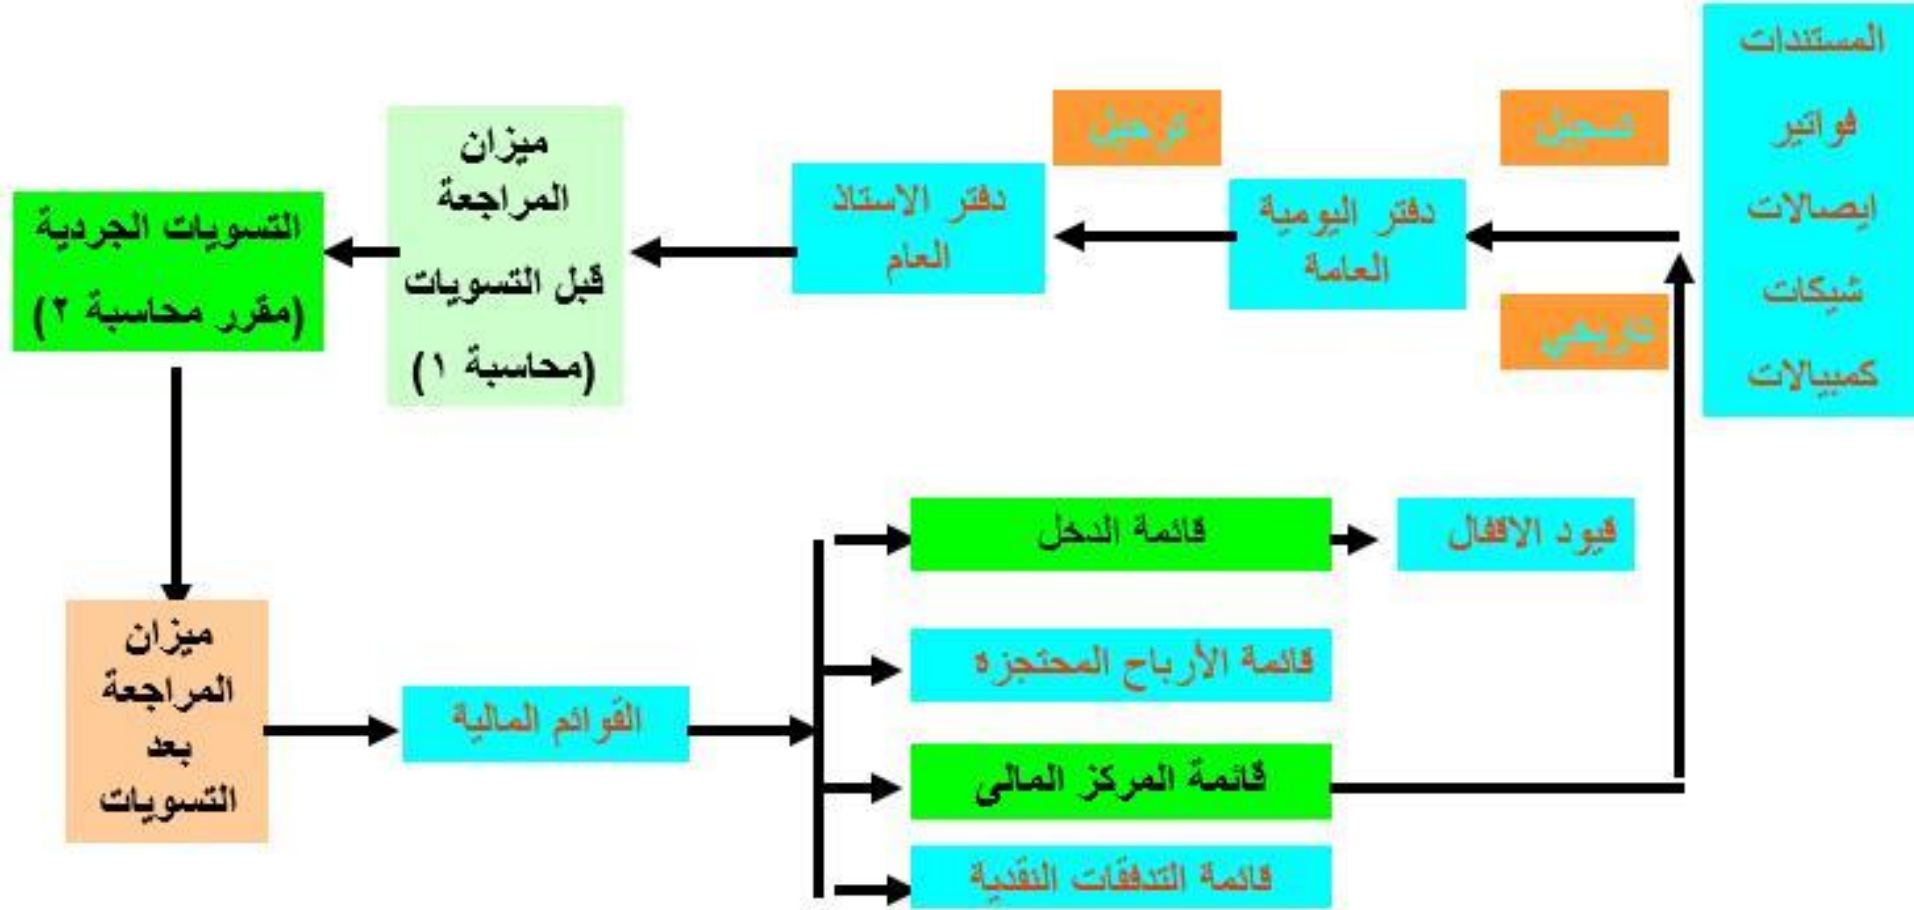 المستندات
فواتير
ايصالات
شيكات
كمبيالات
تسجيل
تاريخي
دفتر اليومية
العامة
ترحيل
دفتر الاستاذ
العام
ميزان
المراجعة
قبل التسويات
(محاسبة ١)
التسويات الجردية
(مقرر محاسبة ٢)
ميزان
المراجعة
بعد
التسويات
القوائم المالية
قائمة الدخل
قيود الاقفال
قائمة الأرباح المحتجزه
قائمة المركز المالى
قائمة التدفقات النقدية